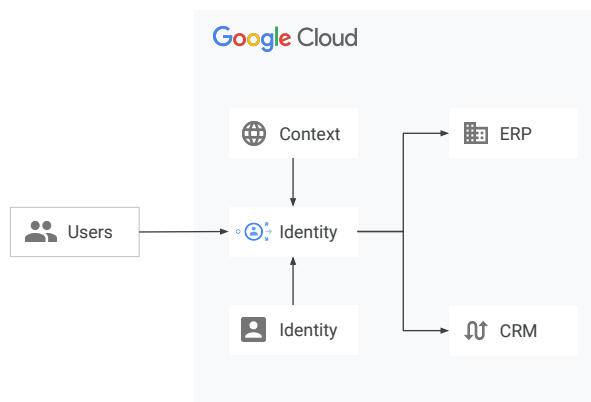 Google Cloud
Context
ERP
Users
Identity
Identity
CRM